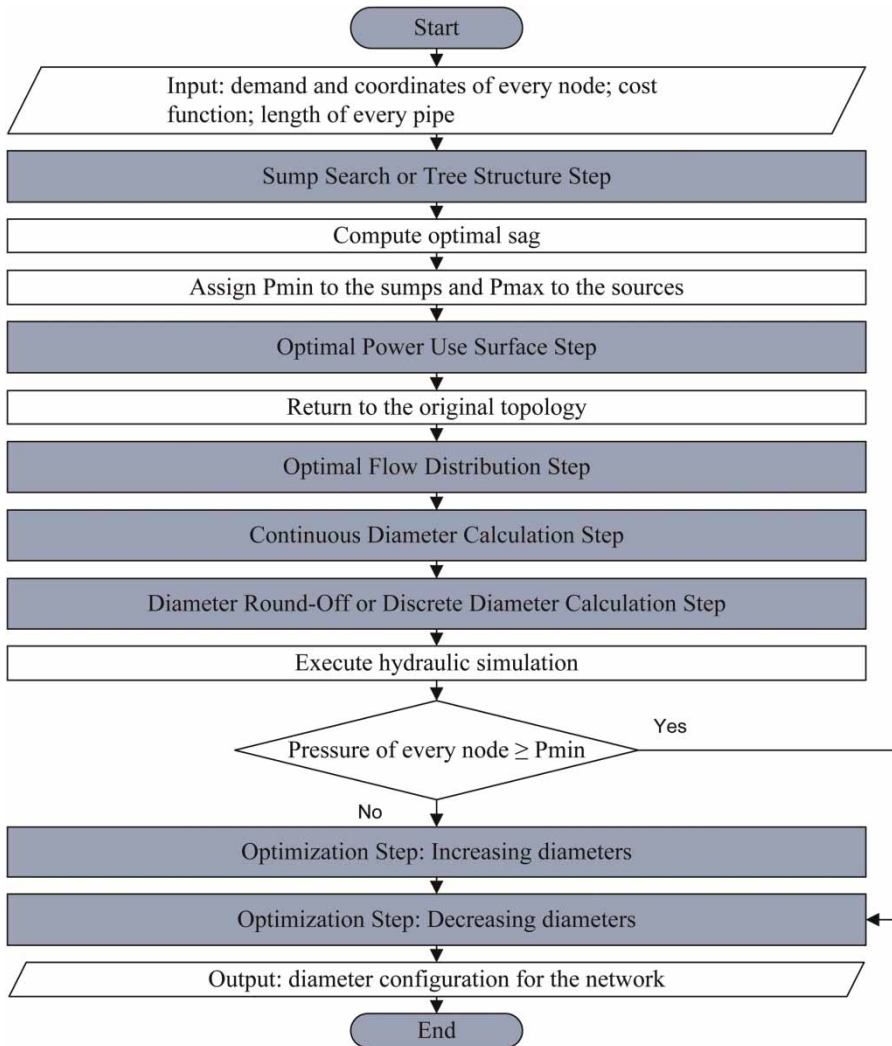 Start
Input: demand and coordinates of every node; cost
function; length of every pipe
Sump Search or Tree Structure Step
Compute optimal sag
Assign Pmin to the sumps and Pmax to the sources
Optimal Power Use Surface Step
Return to the original topology
Optimal Flow Distribution Step
Continuous Diameter Calculation Step
Diameter Round-Off or Discrete Diameter Calculation Step
Execute hydraulic simulation
Yes
Pressure of every node ≥ Pmin
No
Optimization Step: Increasing diameters
Optimization Step: Decreasing diameters
Output: diameter configuration for the network
End